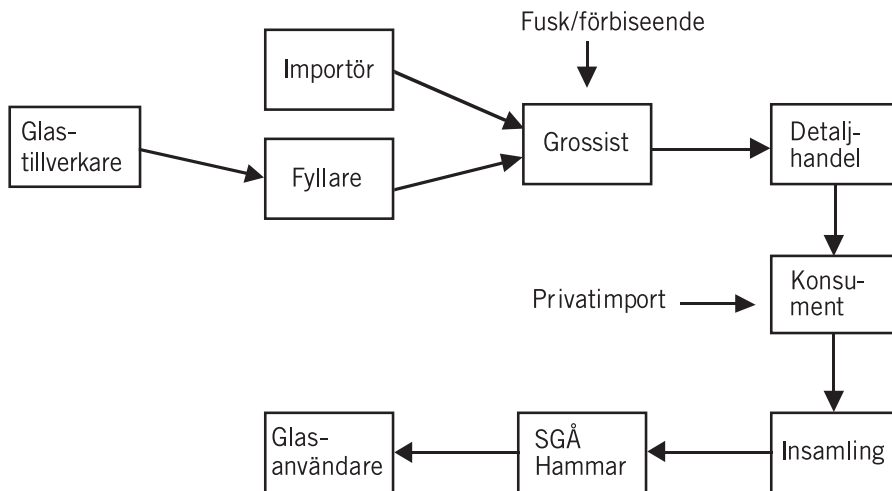 Fusk/förbiseende
Importör
Glas-
tillverkare
Fyllare
Grossist
Detalj-
handel
Privatimport
Konsu-
ment
Glas-
användare
SGÅ
Hammar
Insamling